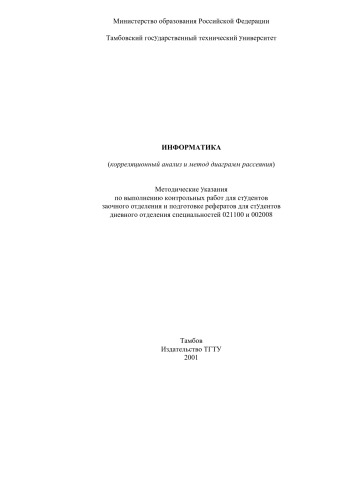 Министерство образования Российской Федерации
Тамбовский государственный технический университет
ИНФОРМАТИКА
(корреляционный анализ и метод диаграмм рассеяния)
Методические указания
по выполнению контрольных работ для студентов
заочного отделения и подготовке рефератов для студентов
дневного отделения специальностей 021100 и 002008
Тамбов
Издательство ТГТУ
2001